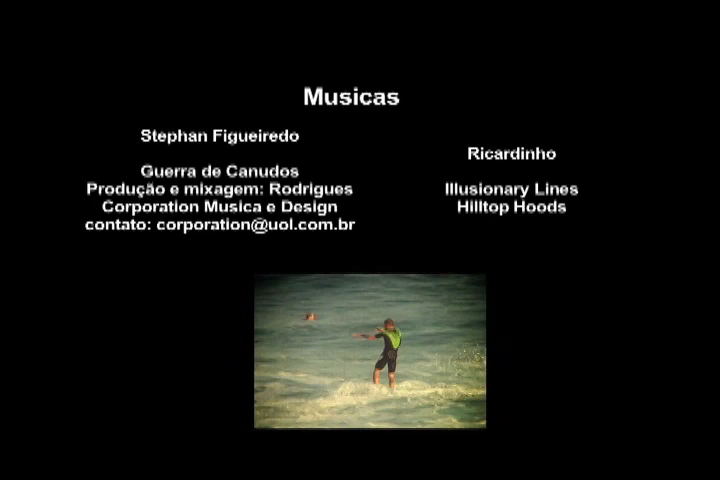 Musicas
Stephan Figueiredo
Guerra de Canudos
Produção e mixagem: Rodrigues
Corporation Musica e Design
contato: corporation@uol.com.br
Ricardinho
Illusionary Lines
Hilltop Hoods